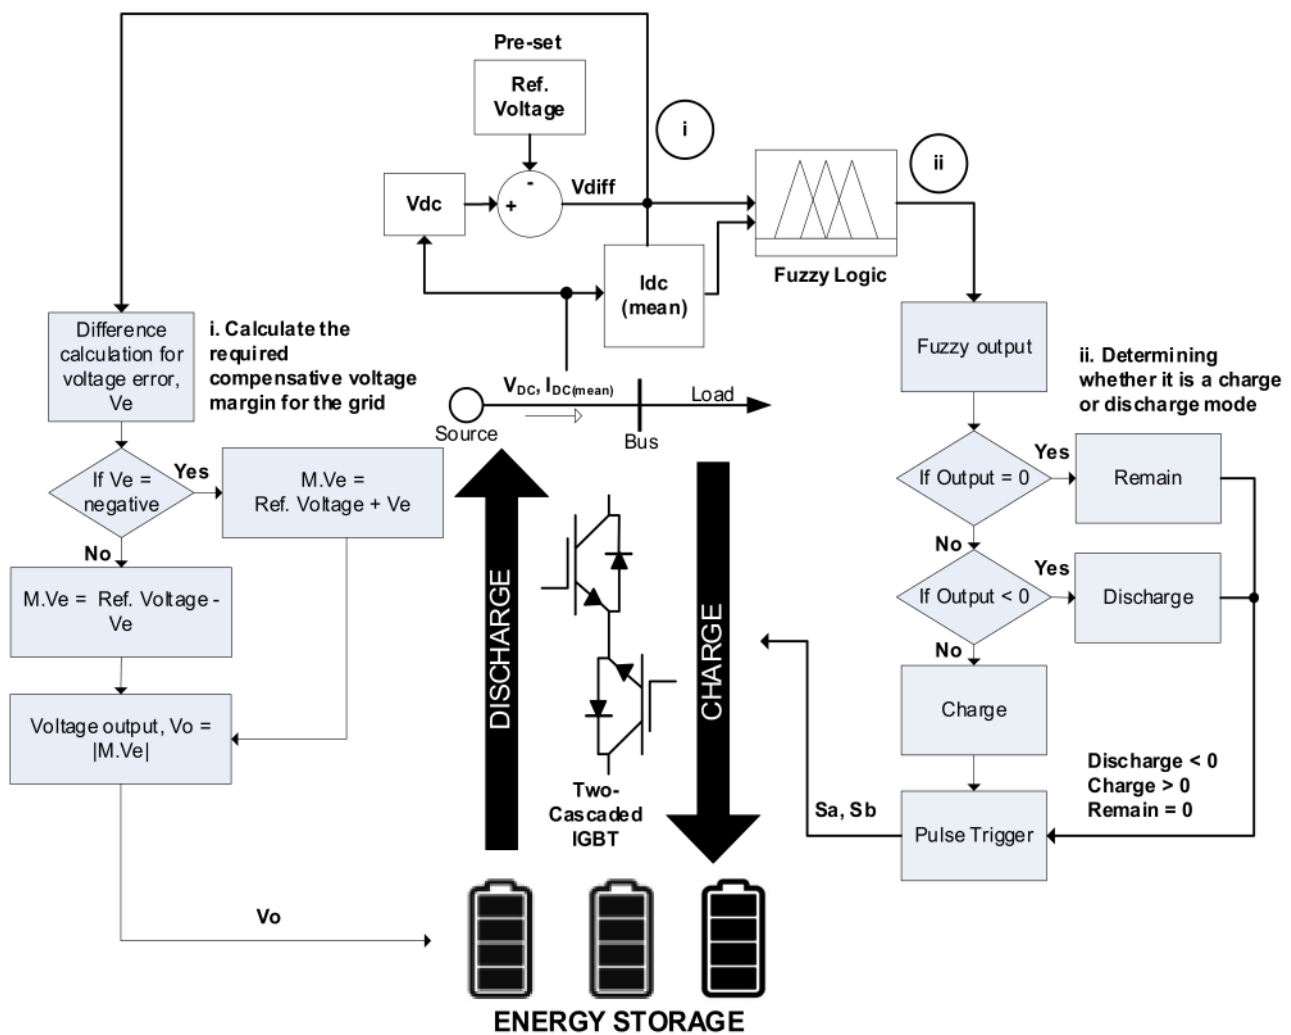 Pre-set
Ref.
Voltage
i
ii
-
+
Vdc
Vdiff
Fuzzy Logic
Idc
(mean)
Difference
calculation for
voltage error,
Ve
i. Calculate the
required
compensative voltage
margin for the grid
V_DC, I_DC(mean)
Source
Bus
Load
Fuzzy output
ii. Determining
whether it is a charge
or discharge mode
If Ve =
negative
Yes
M.Ve =
Ref. Voltage + Ve
No
M.Ve = Ref. Voltage -
Ve
Voltage output, Vo =
|M.Ve|
Vo
If Output = 0
Yes
Remain
No
If Output < 0
Yes
Discharge
No
Charge
Discharge < 0
Charge > 0
Remain = 0
Pulse Trigger
Sa, Sb
DISCHARGE
CHARGE
Two-
Cascaded
IGBT
ENERGY STORAGE